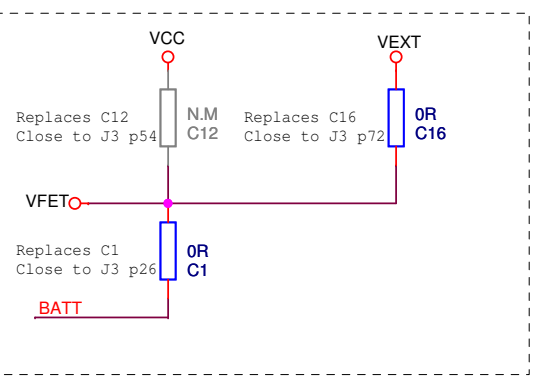 VCC
VEXT
Replaces C12
Close to J3 p54
N.M
C12
Replaces C16
Close to J3 p72
0R
C16
VFET
Replaces C1
Close to J3 p26
0R
C1
BATT